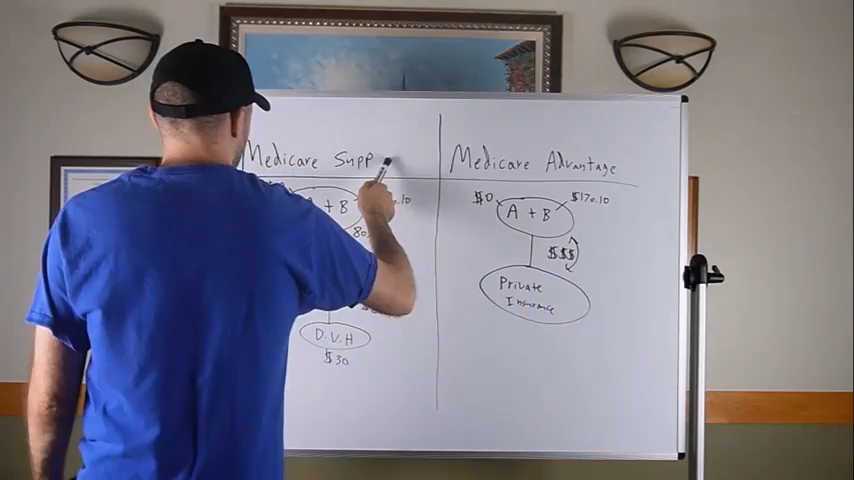 Medicare Supp
+ B
D.V.H
$30
Medicare Advantage
$0
A + B
$170.10
$$$
Private
Insurance